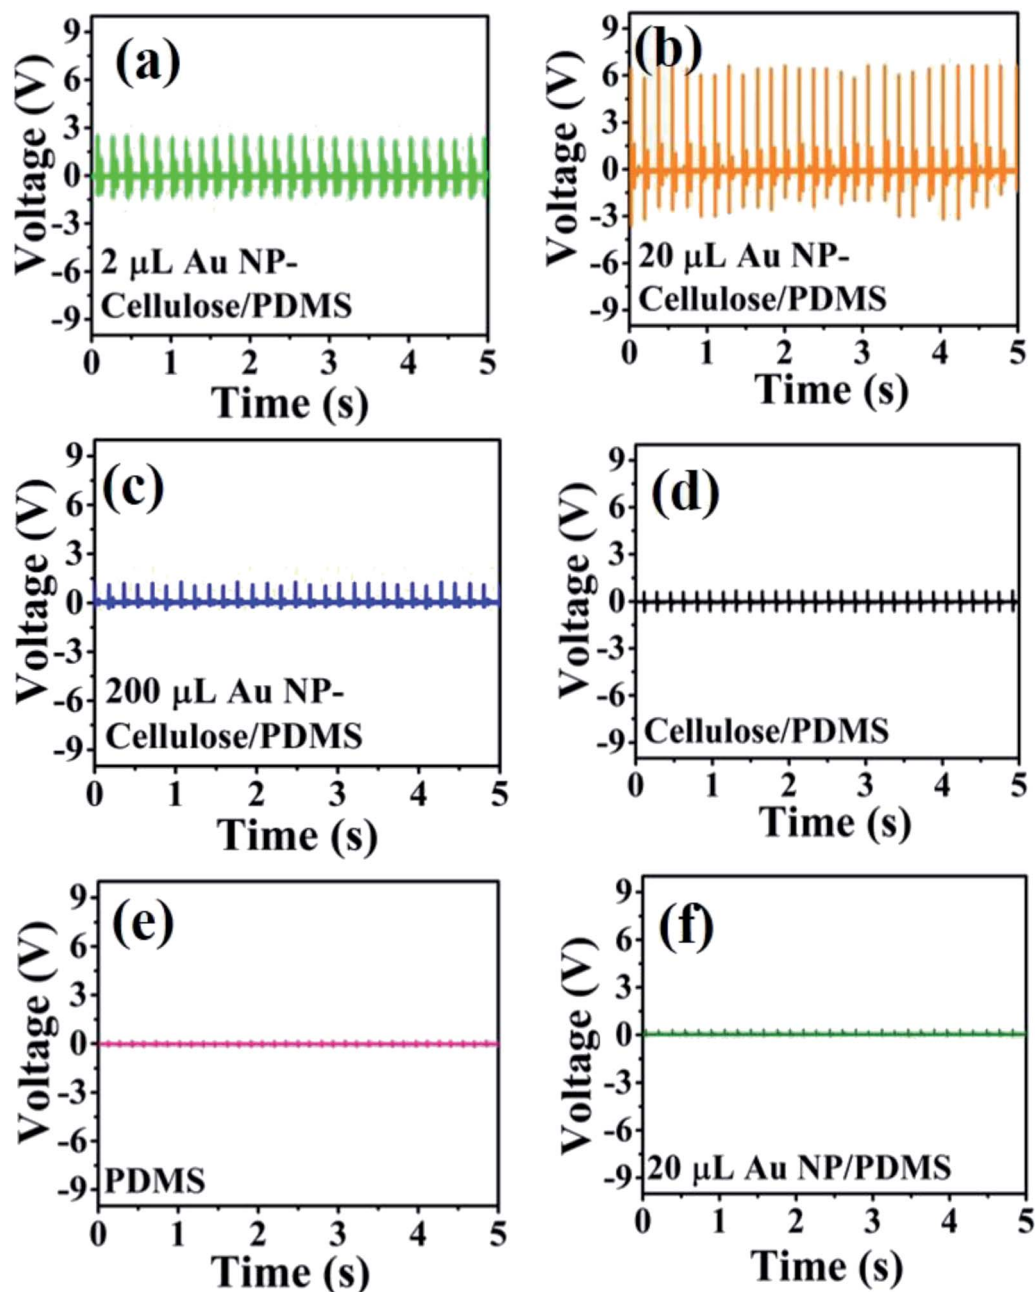 (a)
Voltage (V)
9
6
3
0
-3
-6
-9
2 μL Au NP-
Cellulose/PDMS
0 1 2 3 4 5
Time (s)
(b)
Voltage (V)
9
6
3
0
-3
-6
-9
20 μL Au NP-
Cellulose/PDMS
0 1 2 3 4 5
Time (s)
(c)
Voltage (V)
9
6
3
0
-3
-6
-9
200 μL Au NP-
Cellulose/PDMS
0 1 2 3 4 5
Time (s)
(d)
Voltage (V)
9
6
3
0
-3
-6
-9
Cellulose/PDMS
0 1 2 3 4 5
Time (s)
(e)
Voltage (V)
9
6
3
0
-3
-6
-9
PDMS
0 1 2 3 4 5
Time (s)
(f)
Voltage (V)
9
6
3
0
-3
-6
-9
20 μL Au NP/PDMS
0 1 2 3 4 5
Time (s)